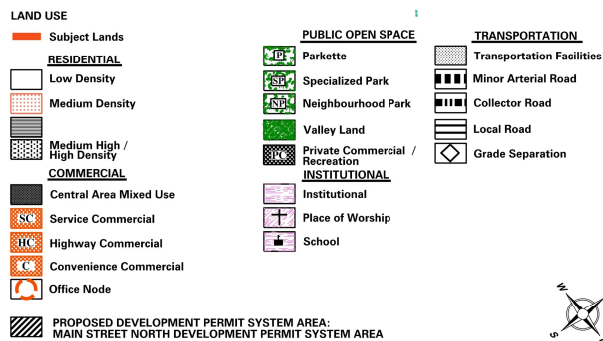 LAND USE
Subject Lands
RESIDENTIAL
Low Density
Medium Density
Medium High /
High Density
COMMERCIAL
Central Area Mixed Use
SC Service Commercial
HC Highway Commercial
C Convenience Commercial
Office Node
PUBLIC OPEN SPACE
P Parkette
SP Specialized Park
NP Neighbourhood Park
Valley Land
PC Private Commercial /
Recreation
INSTITUTIONAL
Institutional
Place of Worship
School
TRANSPORTATION
Transportation Facilities
Minor Arterial Road
Collector Road
Local Road
Grade Separation
PROPOSED DEVELOPMENT PERMIT SYSTEM AREA:
MAIN STREET NORTH DEVELOPMENT PERMIT SYSTEM AREA
W
S